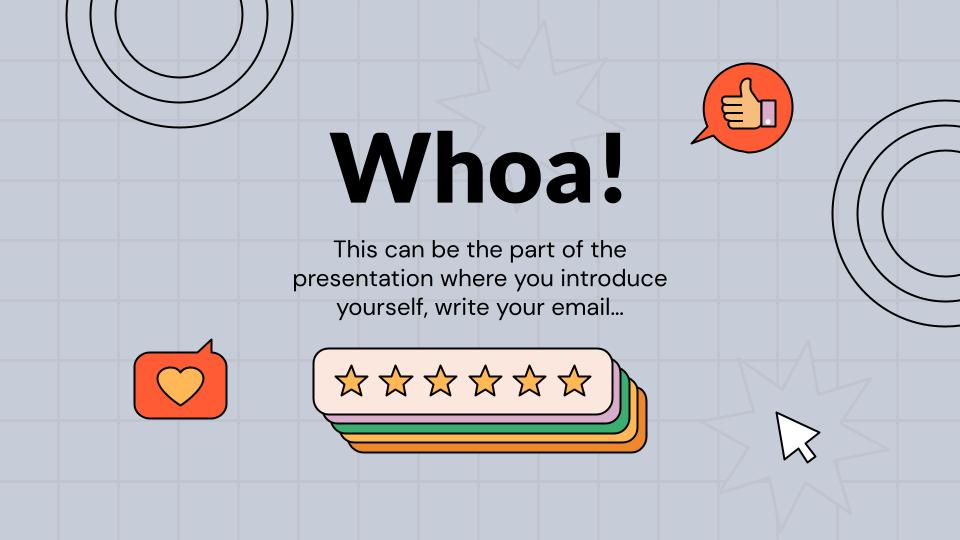 Whoa!
This can be the part of the
presentation where you introduce
yourself, write your email...